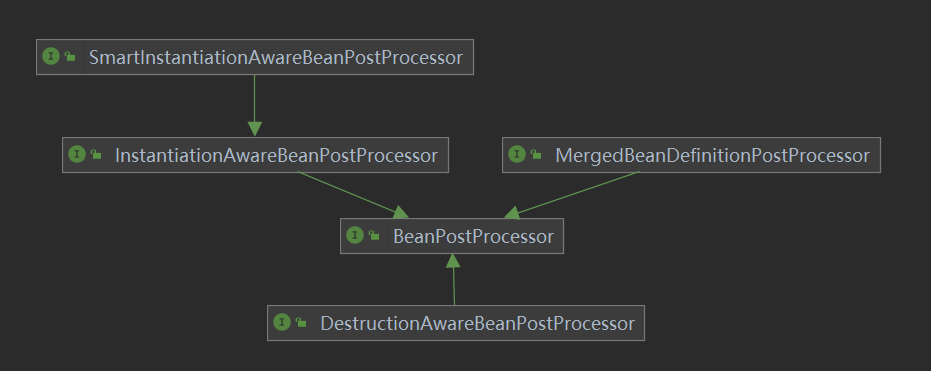 I SmartInstantiationAwareBeanPostProcessor
I InstantiationAwareBeanPostProcessor
I MergedBeanDefinitionPostProcessor
I BeanPostProcessor
I DestructionAwareBeanPostProcessor